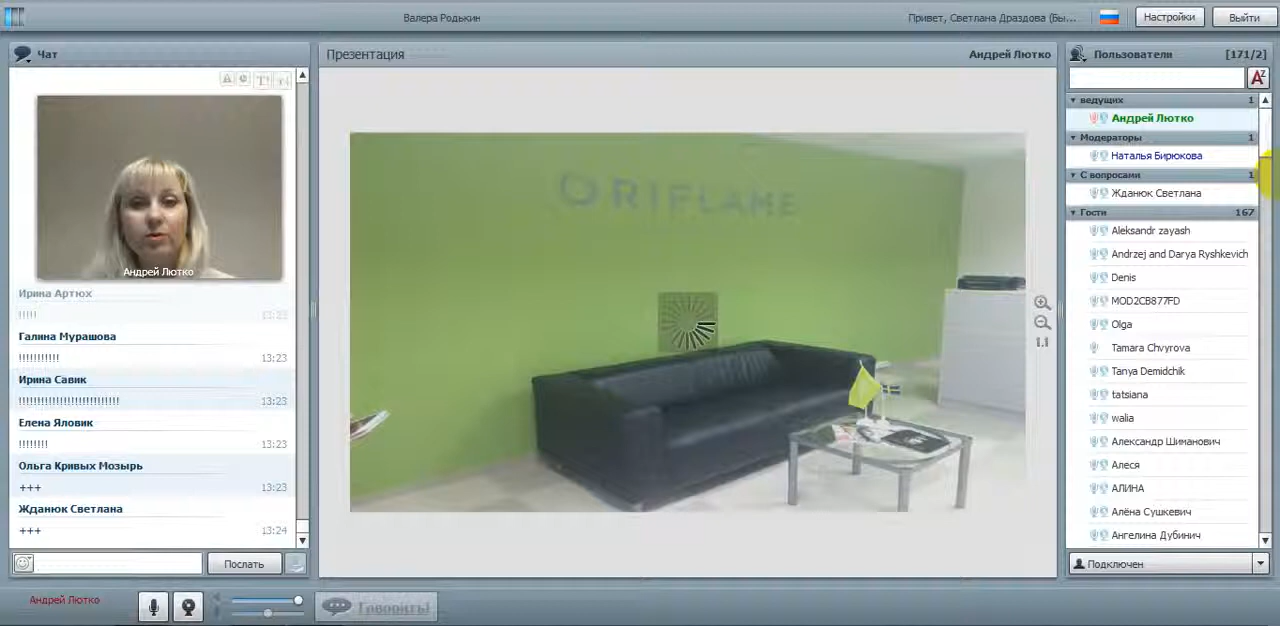 Валера Родькин
Привет, Светлана Драздова (Бы...
Настройки
Выйти
Чат
Андрей Лютко
Ирина Артюх
!!!!!
13:23
Галина Мурашова
!!!!!!!!!!!
13:23
Ирина Савик
!!!!!!!!!!!!!!!!!!!!!!!!!!
13:23
Елена Яловик
!!!!!!!!
13:23
Ольга Кривых Мозырь
+++
13:23
Жданюк Светлана
+++
13:24
Послать
Презентация
Андрей Лютко
ORIFLAME
1:1
Пользователи
[171/2]
ведущих 1
Андрей Лютко
Модераторы 1
Наталья Бирюкова
С вопросами 1
Жданюк Светлана
Гости 167
Aleksandr zayash
Andrzej and Darya Ryshkevich
Denis
MOD2CB877FD
Olga
Tamara Chvyrova
Tanya Demidchik
tatsiana
walia
Александр Шиманович
Алеся
АЛИНА
Алёна Сушкевич
Ангелина Дубинич
Подключен
Андрей Лютко
Говорить!